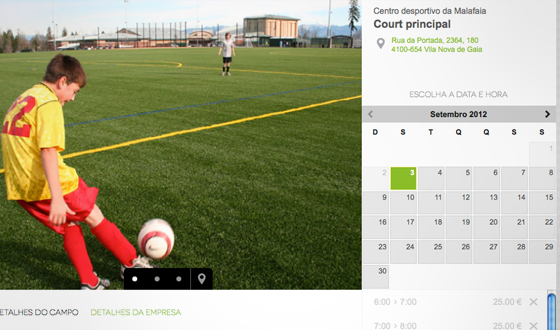 Centro desportivo da Malafaia
Court principal
Rua da Portada, 2364, 180
4100-654 Vila Nova de Gaia
ESCOLHA A DATA E HORA
Setembro 2012
D S T Q Q S S
1
2 3 4 5 6 7 8
9 10 11 12 13 14 15
16 17 18 19 20 21 22
23 24 25 26 27 28 29
30
6:00 > 7:00 25.00 €
7:00 > 8:00 25.00 €
ETALHES DO CAMPO DETALHES DA EMPRESA